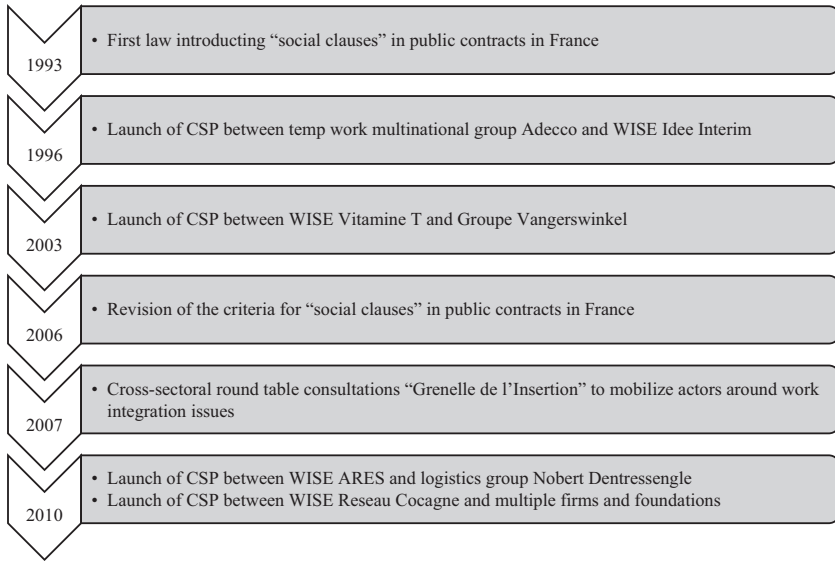 1993
• First law introducting “social clauses” in public contracts in France
1996
• Launch of CSP between temp work multinational group Adecco and WISE Idee Interim
2003
• Launch of CSP between WISE Vitamine T and Groupe Vangerswinkel
2006
• Revision of the criteria for “social clauses” in public contracts in France
2007
• Cross-sectoral round table consultations “Grenelle de l’Insertion” to mobilize actors around work
integration issues
2010
• Launch of CSP between WISE ARES and logistics group Nobert Dentressengle
• Launch of CSP between WISE Reseau Cocagne and multiple firms and foundations